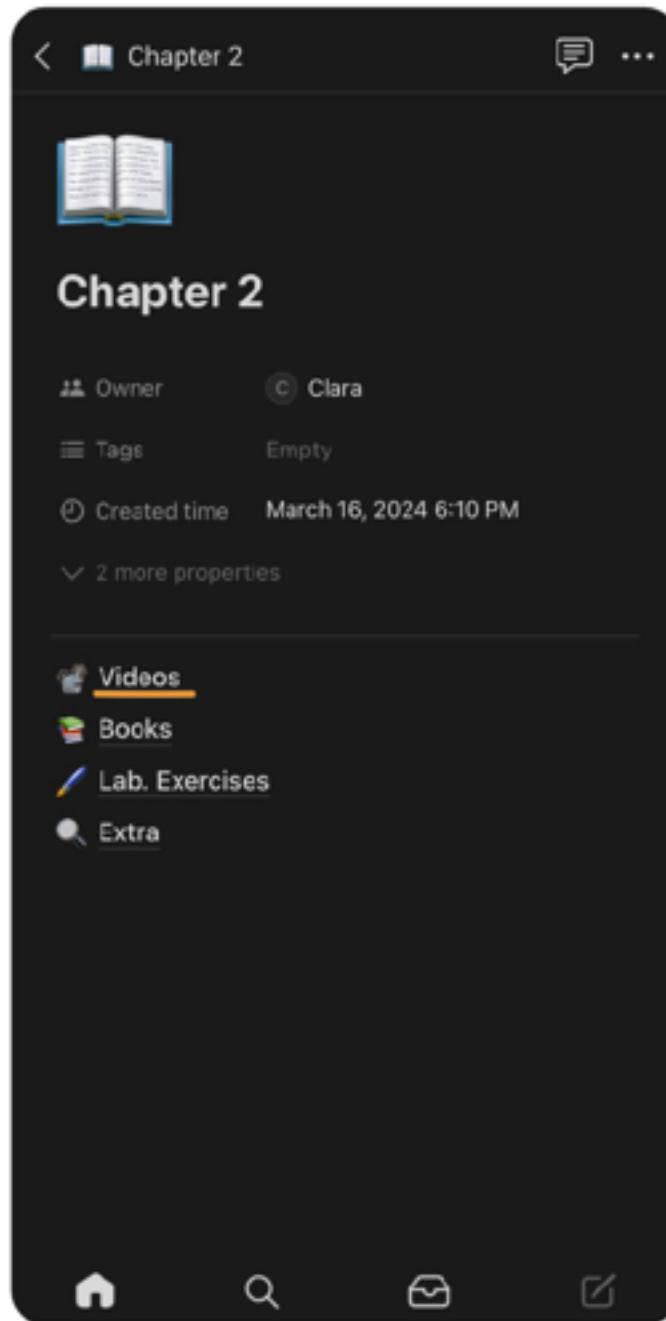 Chapter 2
Chapter 2
Owner C Clara
Tags Empty
Created time March 16, 2024 6:10 PM
2 more properties
Videos
Books
Lab. Exercises
Extra